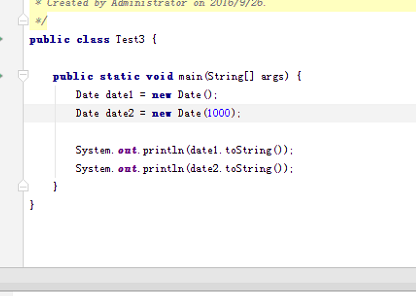 * Created by Administrator on 2016/9/26.
*/
public class Test3 {
public static void main(String[] args) {
Date date1 = new Date();
Date date2 = new Date(1000);
System.out.println(date1.toString());
System.out.println(date2.toString());
}
}